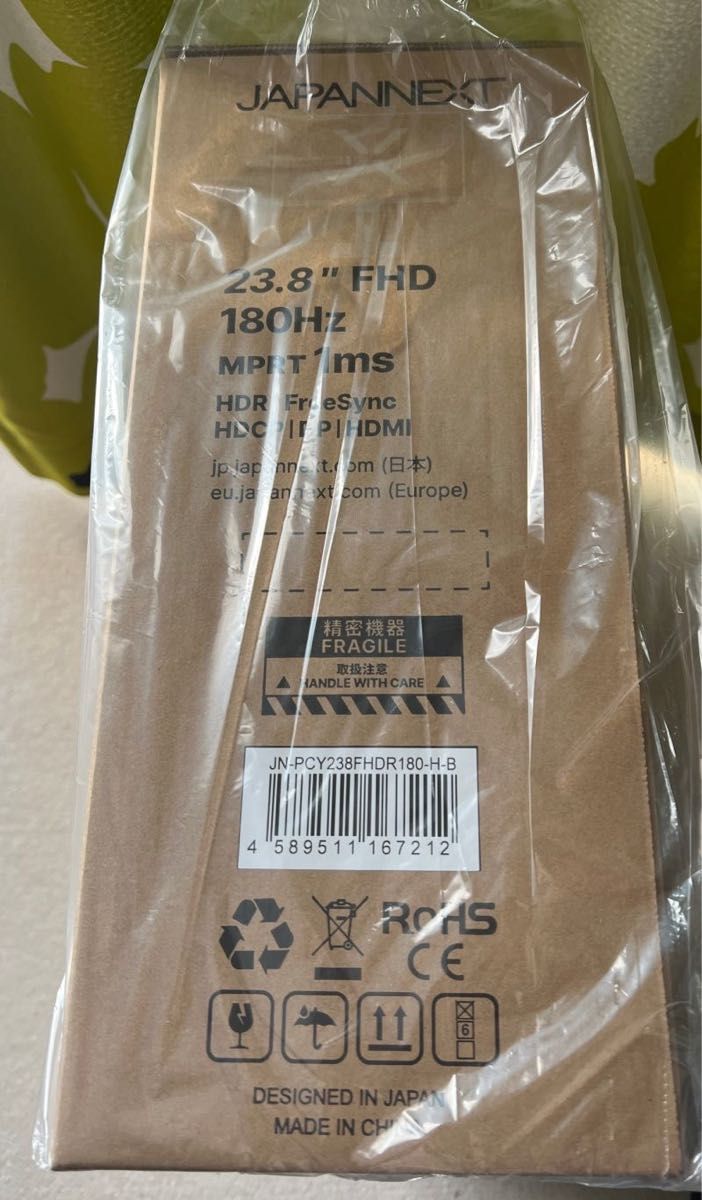 JAPANNEXT
23.8" FHD
180Hz
MPRT 1ms
HDR FreeSync
HDCP | DP | HDMI
jp.japannext.com (日本)
eu.japannext.com (Europe)
精密機器
FRAGILE
取扱注意
HANDLE WITH CARE
JN-PCY238FHDR180-H-B
4 589511 167212
RoHS
CE
6
DESIGNED IN JAPAN
MADE IN CHINA